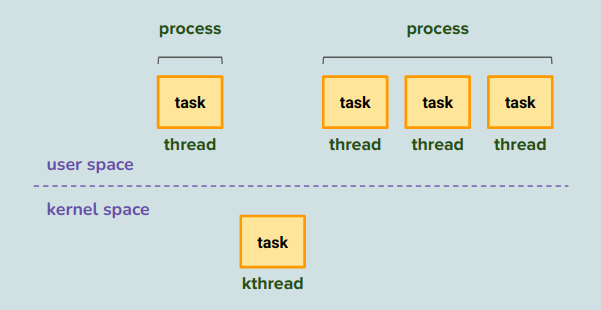 process process
task task task task
thread thread thread thread
user space
kernel space
task
kthread